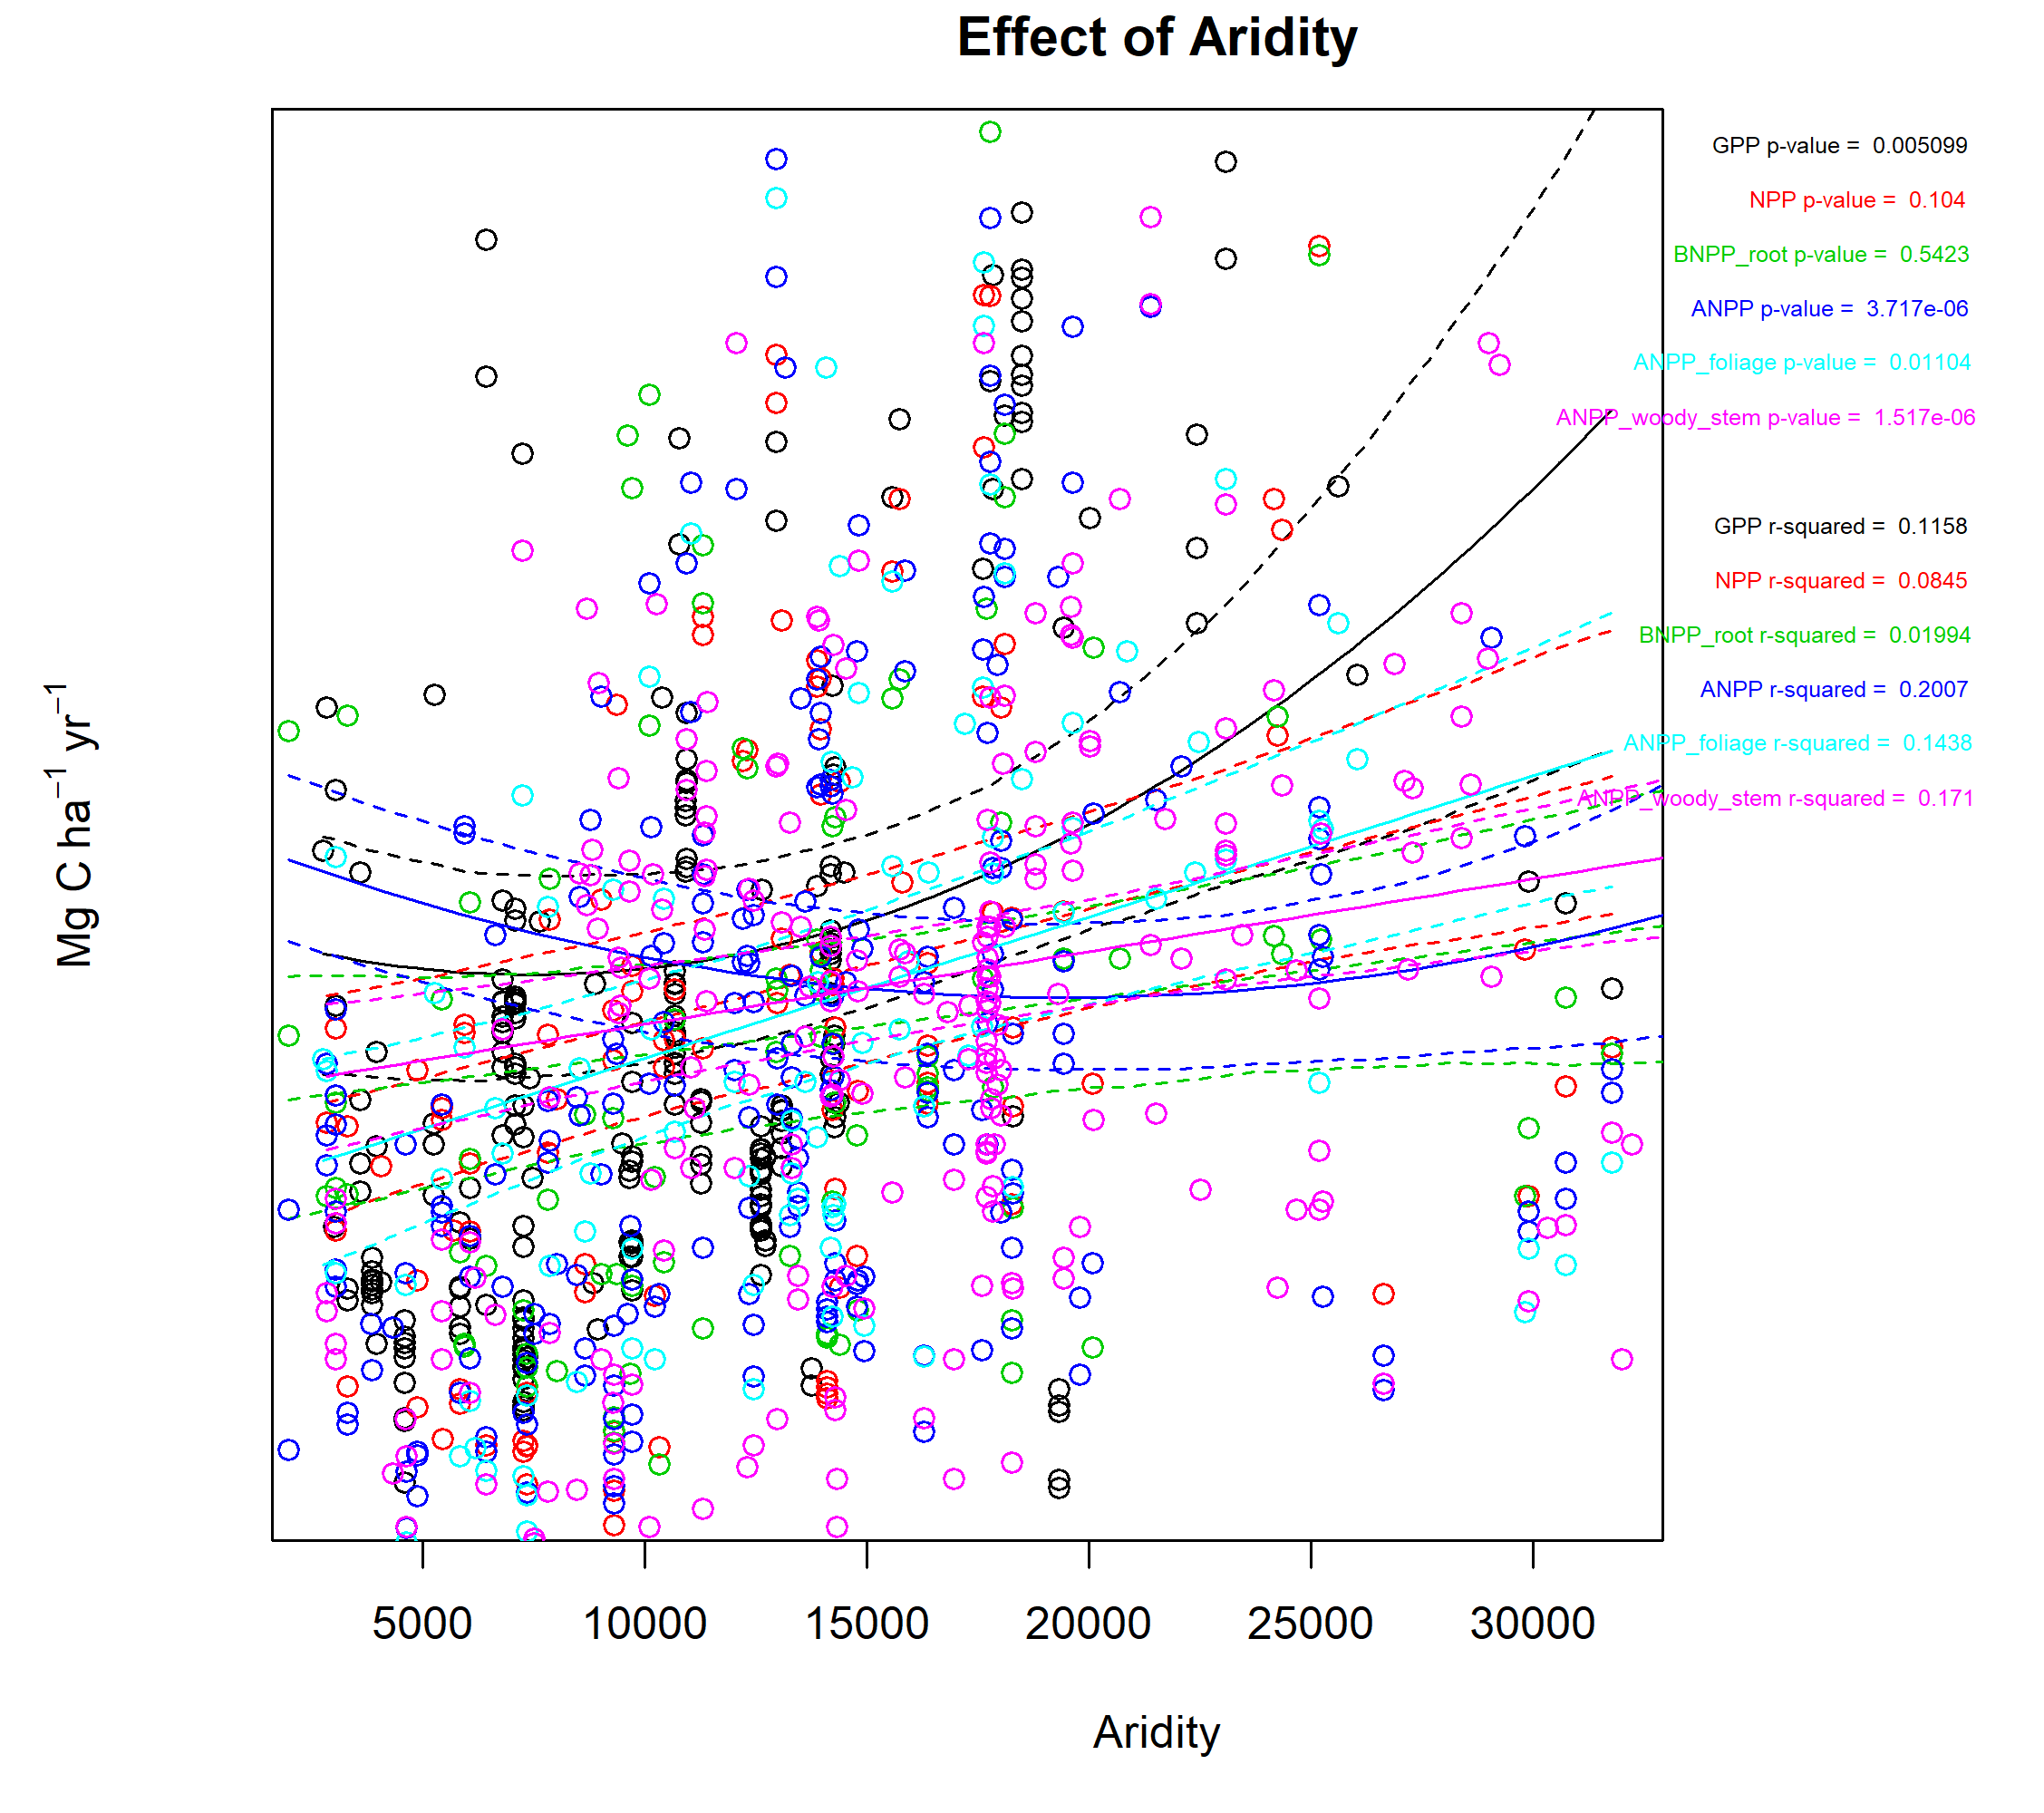 Effect of Aridity
GPP p-value = 0.005099
NPP p-value = 0.104
BNPP_root p-value = 0.5423
ANPP p-value = 3.717e-06
ANPP_foliage p-value = 0.01104
ANPP_woody_stem p-value = 1.517e-06
GPP r-squared = 0.1158
NPP r-squared = 0.0845
BNPP_root r-squared = 0.01994
ANPP r-squared = 0.2007
ANPP_foliage r-squared = 0.1438
ANPP_woody_stem r-squared = 0.171
Mg C ha⁻¹ yr⁻¹
5000 10000 15000 20000 25000 30000
Aridity